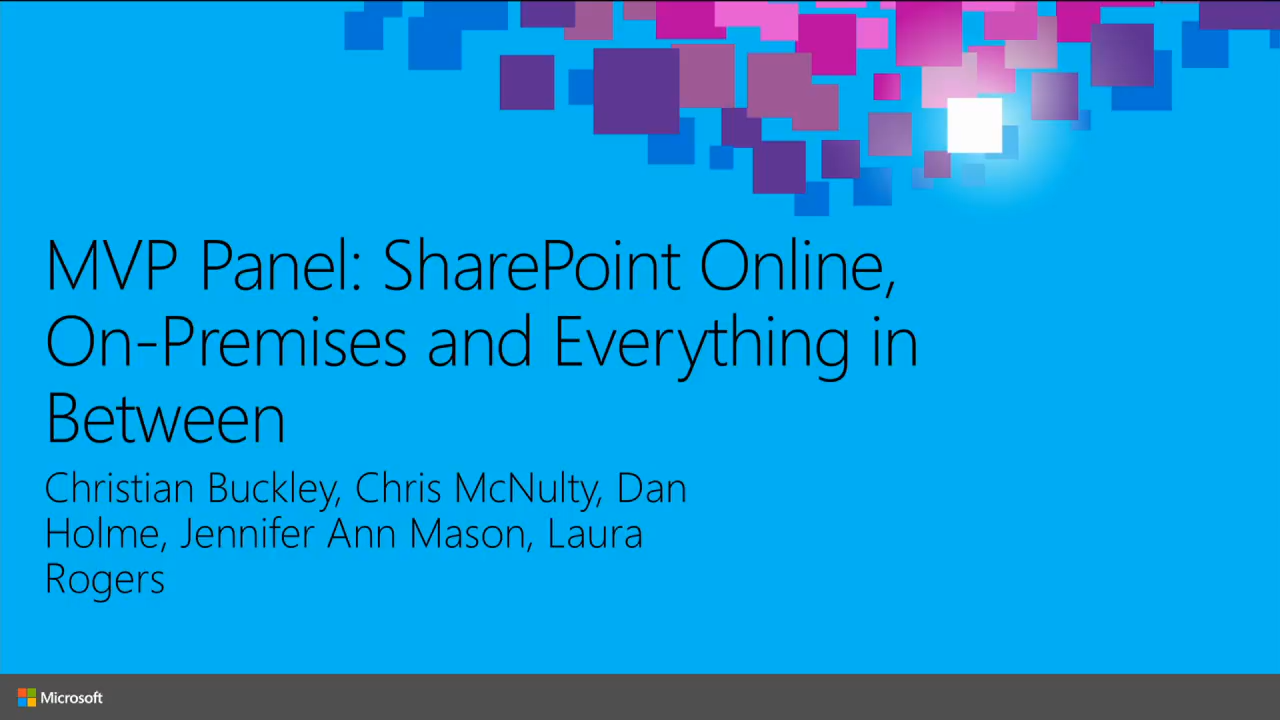 MVP Panel: SharePoint Online,
On-Premises and Everything in
Between
Christian Buckley, Chris McNulty, Dan
Holme, Jennifer Ann Mason, Laura
Rogers
Microsoft